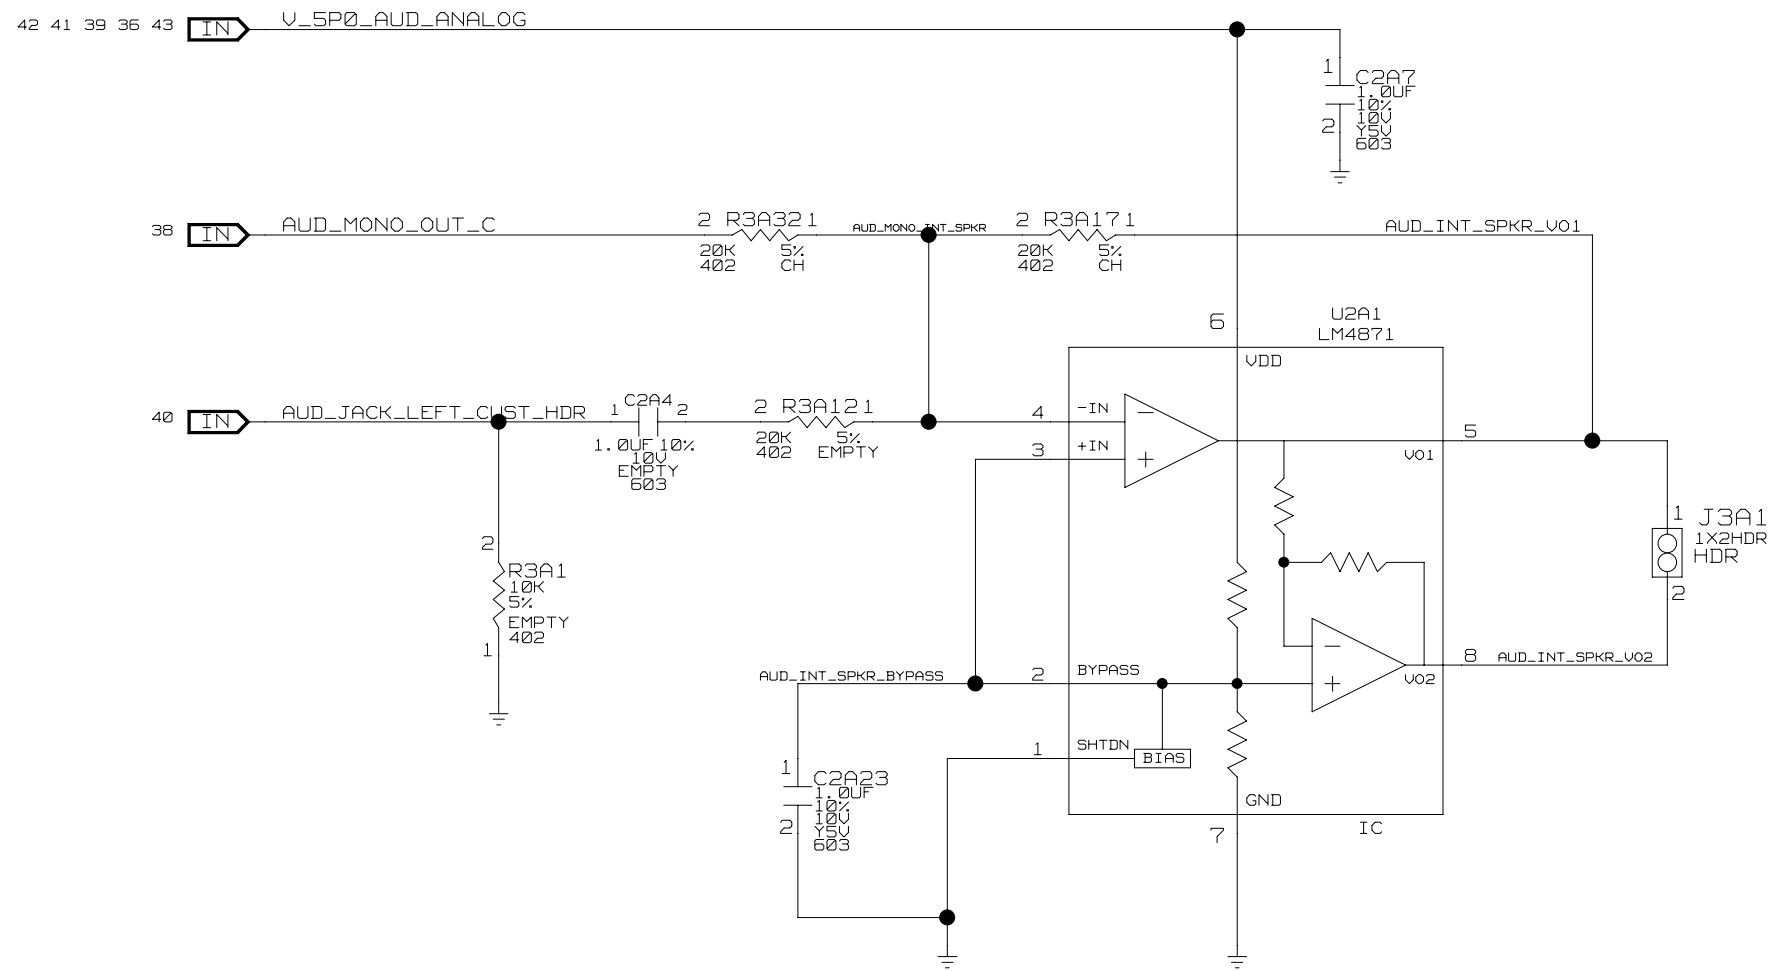 42 41 39 36 43 IN V_5P0_AUD_ANALOG
1 C2A7
1.0UF
10%
10V
2 Y5V
603
38 IN AUD_MONO_OUT_C
2 R3A32 1
20K 5%
402 CH
AUD_MONO_INT_SPKR
2 R3A17 1
20K 5%
402 CH
AUD_INT_SPKR_VO1
U2A1
LM4871
6
VDD
40 IN AUD_JACK_LEFT_CUST_HDR
C2A4
1 2
1.0UF 10%
10V
EMPTY
603
2 R3A12 1
20K 5%
402 EMPTY
4 -IN
3 +IN
5
VO1
2
R3A1
10K
5%
EMPTY
402
1
1 J3A1
1X2HDR
HDR
2
AUD_INT_SPKR_BYPASS
2 BYPASS
8 AUD_INT_SPKR_VO2
VO2
1 SHTDN
BIAS
1 C2A23
1.0UF
10%
10V
2 Y5V
603
GND
7
IC